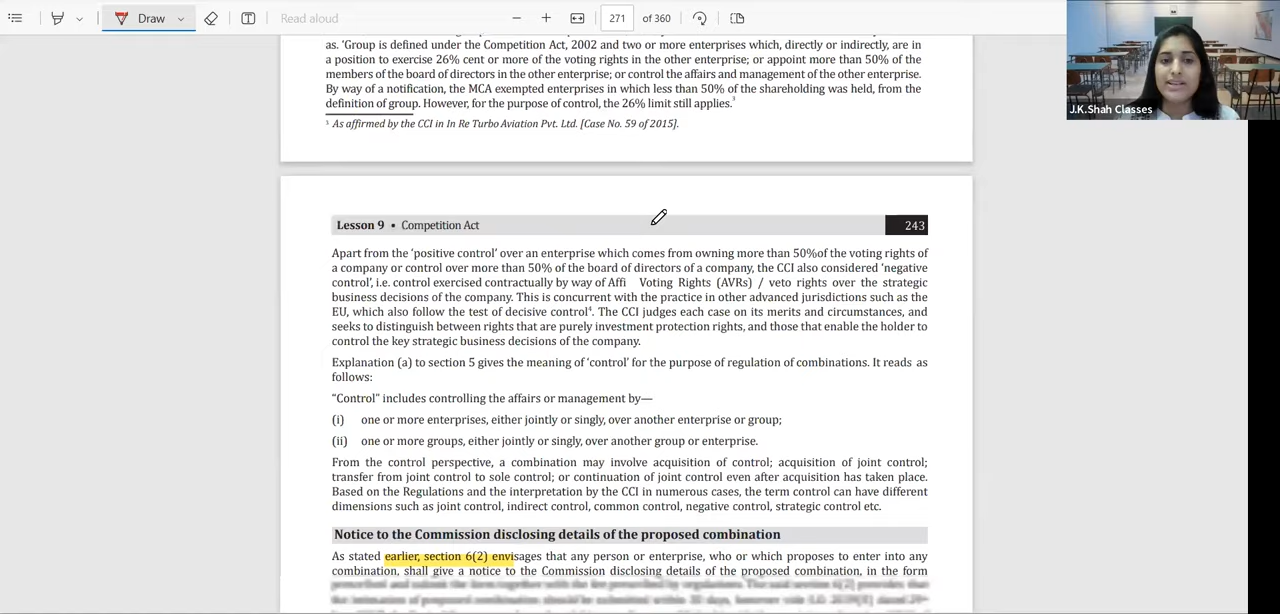 Draw
Read aloud
271
of 360
J.K.Shah Classes
as. 'Group is defined under the Competition Act, 2002 and two or more enterprises which, directly or indirectly, are in
a position to exercise 26% cent or more of the voting rights in the other enterprise; or appoint more than 50% of the
members of the board of directors in the other enterprise; or control the affairs and management of the other enterprise.
By way of a notification, the MCA exempted enterprises in which less than 50% of the shareholding was held, from the
definition of group. However, for the purpose of control, the 26% limit still applies.³
³ As affirmed by the CCI in In Re Turbo Aviation Pvt. Ltd. [Case No. 59 of 2015].
Lesson 9 ▪ Competition Act
243
Apart from the 'positive control' over an enterprise which comes from owning more than 50%of the voting rights of
a company or control over more than 50% of the board of directors of a company, the CCI also considered 'negative
control', i.e. control exercised contractually by way of Affi Voting Rights (AVRs) / veto rights over the strategic
business decisions of the company. This is concurrent with the practice in other advanced jurisdictions such as the
EU, which also follow the test of decisive control⁴. The CCI judges each case on its merits and circumstances, and
seeks to distinguish between rights that are purely investment protection rights, and those that enable the holder to
control the key strategic business decisions of the company.
Explanation (a) to section 5 gives the meaning of 'control' for the purpose of regulation of combinations. It reads as
follows:
"Control" includes controlling the affairs or management by—
(i) one or more enterprises, either jointly or singly, over another enterprise or group;
(ii) one or more groups, either jointly or singly, over another group or enterprise.
From the control perspective, a combination may involve acquisition of control; acquisition of joint control;
transfer from joint control to sole control; or continuation of joint control even after acquisition has taken place.
Based on the Regulations and the interpretation by the CCI in numerous cases, the term control can have different
dimensions such as joint control, indirect control, common control, negative control, strategic control etc.
Notice to the Commission disclosing details of the proposed combination
As stated earlier, section 6(2) envisages that any person or enterprise, who or which proposes to enter into any
combination, shall give a notice to the Commission disclosing details of the proposed combination, in the form